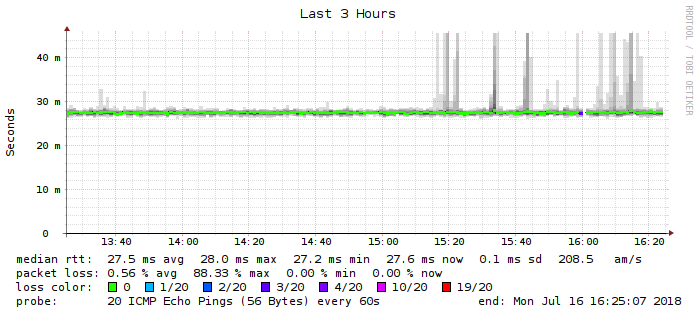 Last 3 Hours
RRDTOOL / TOBI OETIKER
Seconds
40 m
30 m
20 m
10 m
0
13:40 14:00 14:20 14:40 15:00 15:20 15:40 16:00 16:20
median rtt: 27.5 ms avg 28.0 ms max 27.2 ms min 27.6 ms now 0.1 ms sd 208.5 am/s
packet loss: 0.56 % avg 88.33 % max 0.00 % min 0.00 % now
loss color: 0 1/20 2/20 3/20 4/20 10/20 19/20
probe: 20 ICMP Echo Pings (56 Bytes) every 60s end: Mon Jul 16 16:25:07 2018